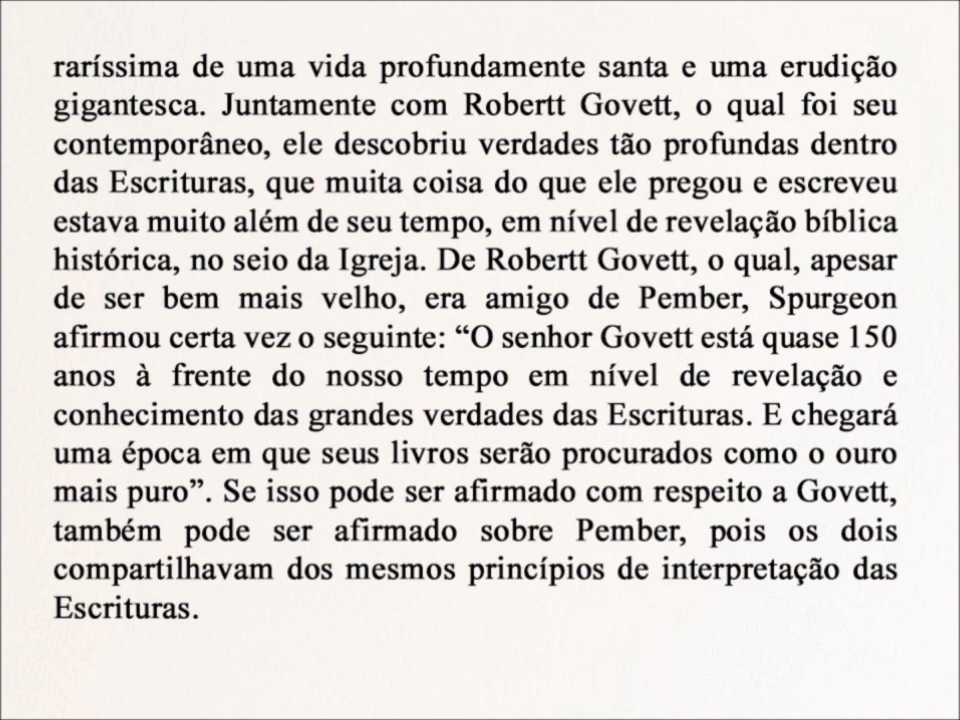 raríssima de uma vida profundamente santa e uma erudição
gigantesca. Juntamente com Robertt Govett, o qual foi seu
contemporâneo, ele descobriu verdades tão profundas dentro
das Escrituras, que muita coisa do que ele pregou e escreveu
estava muito além de seu tempo, em nível de revelação bíblica
histórica, no seio da Igreja. De Robertt Govett, o qual, apesar
de ser bem mais velho, era amigo de Pember, Spurgeon
afirmou certa vez o seguinte: “O senhor Govett está quase 150
anos à frente do nosso tempo em nível de revelação e
conhecimento das grandes verdades das Escrituras. E chegará
uma época em que seus livros serão procurados como o ouro
mais puro”. Se isso pode ser afirmado com respeito a Govett,
também pode ser afirmado sobre Pember, pois os dois
compartilhavam dos mesmos princípios de interpretação das
Escrituras.